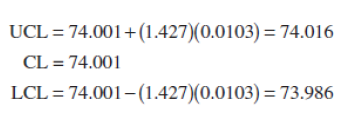 UCL = 74.001+(1.427)(0.0103) = 74.016
CL = 74.001
LCL = 74.001−(1.427)(0.0103) = 73.986